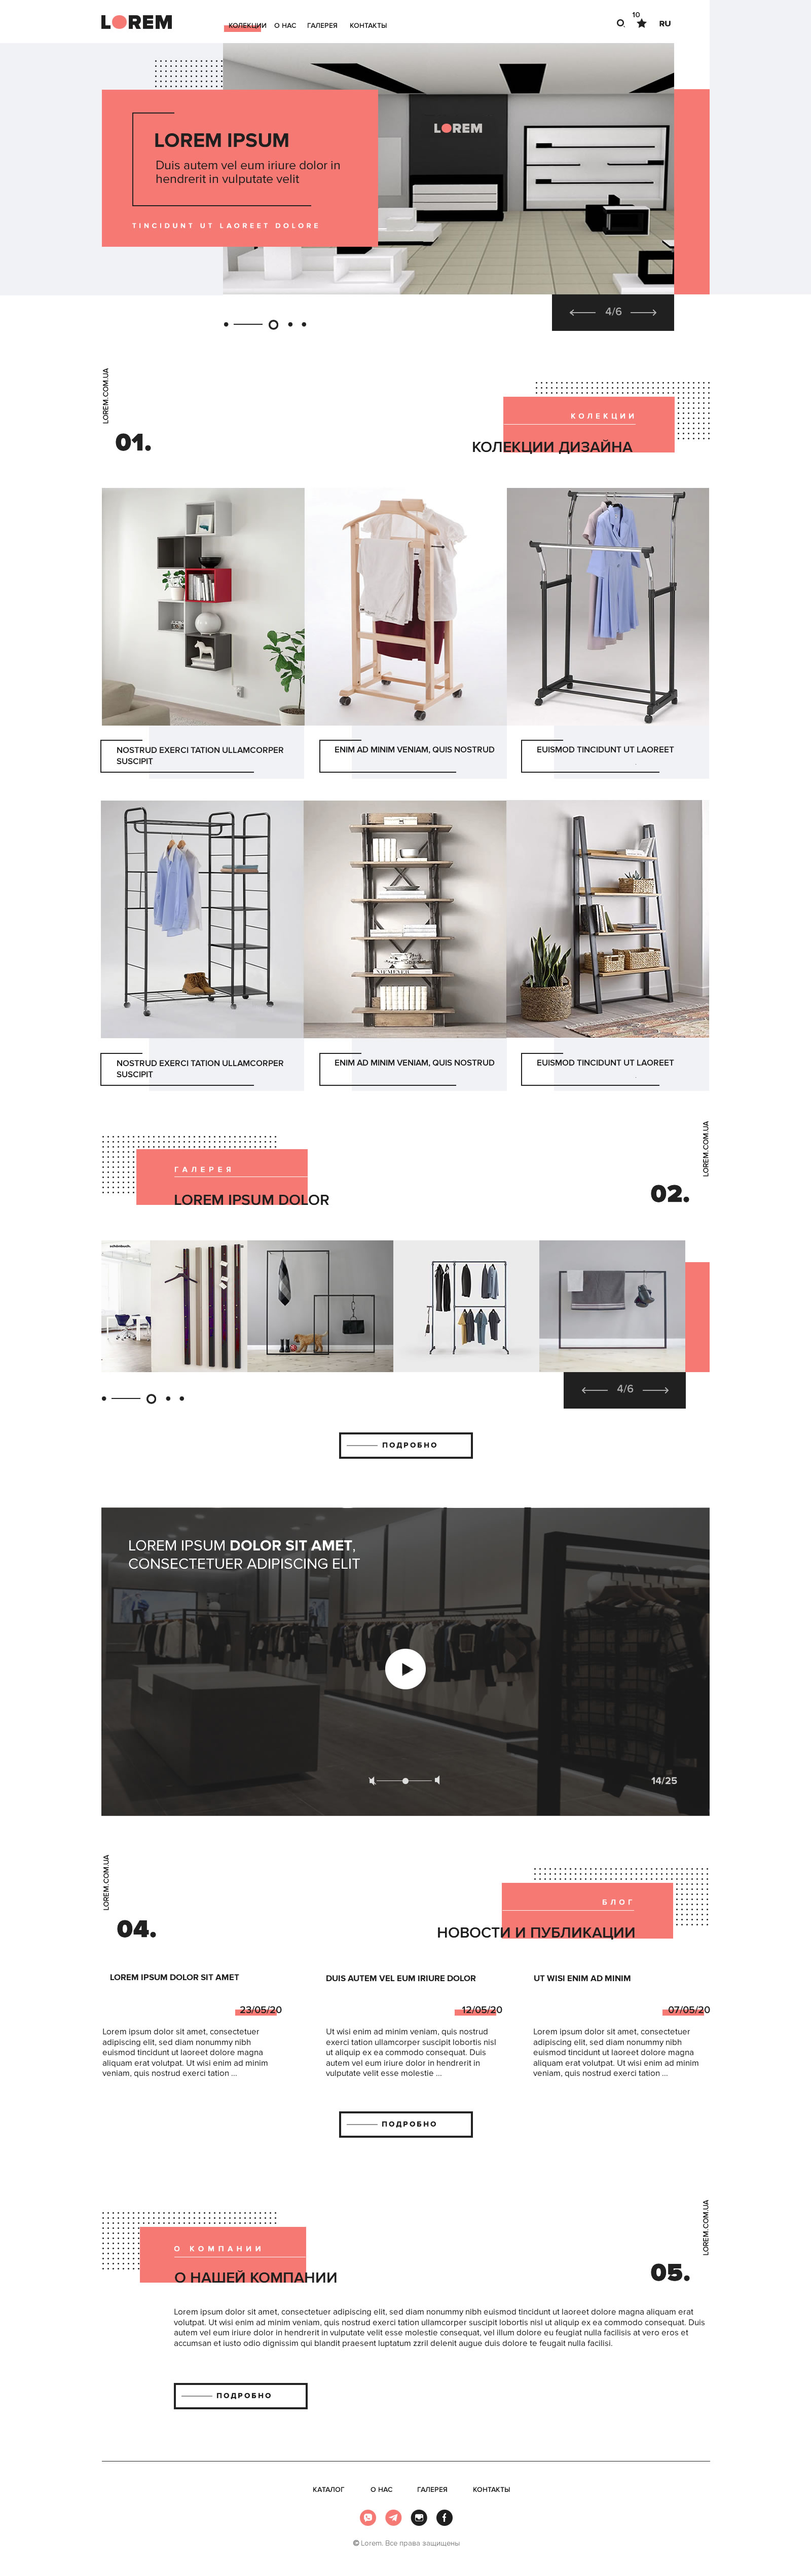 LOREM
КОЛЕКЦИИ О НАС ГАЛЕРЕЯ КОНТАКТЫ
10
RU
LOREM
LOREM IPSUM
Duis autem vel eum iriure dolor in
hendrerit in vulputate velit
TINCIDUNT UT LAOREET DOLORE
4/6
LOREM.COM.UA
01.
КОЛЕКЦИИ
КОЛЕКЦИИ ДИЗАЙНА
NOSTRUD EXERCI TATION ULLAMCORPER
SUSCIPIT
ENIM AD MINIM VENIAM, QUIS NOSTRUD
EUISMOD TINCIDUNT UT LAOREET
NOSTRUD EXERCI TATION ULLAMCORPER
SUSCIPIT
ENIM AD MINIM VENIAM, QUIS NOSTRUD
EUISMOD TINCIDUNT UT LAOREET
ГАЛЕРЕЯ
LOREM IPSUM DOLOR
LOREM.COM.UA
02.
4/6
ПОДРОБНО
LOREM IPSUM DOLOR SIT AMET,
CONSECTETUER ADIPISCING ELIT
14/25
LOREM.COM.UA
04.
БЛОГ
НОВОСТИ И ПУБЛИКАЦИИ
LOREM IPSUM DOLOR SIT AMET
23/05/20
Lorem ipsum dolor sit amet, consectetuer
adipiscing elit, sed diam nonummy nibh
euismod tincidunt ut laoreet dolore magna
aliquam erat volutpat. Ut wisi enim ad minim
veniam, quis nostrud exerci tation ...
DUIS AUTEM VEL EUM IRIURE DOLOR
12/05/20
Ut wisi enim ad minim veniam, quis nostrud
exerci tation ullamcorper suscipit lobortis nisl
ut aliquip ex ea commodo consequat. Duis
autem vel eum iriure dolor in hendrerit in
vulputate velit esse molestie ...
UT WISI ENIM AD MINIM
07/05/20
Lorem ipsum dolor sit amet, consectetuer
adipiscing elit, sed diam nonummy nibh
euismod tincidunt ut laoreet dolore magna
aliquam erat volutpat. Ut wisi enim ad minim
veniam, quis nostrud exerci tation ...
ПОДРОБНО
О КОМПАНИИ
О НАШЕЙ КОМПАНИИ
LOREM.COM.UA
05.
Lorem ipsum dolor sit amet, consectetuer adipiscing elit, sed diam nonummy nibh euismod tincidunt ut laoreet dolore magna aliquam erat
volutpat. Ut wisi enim ad minim veniam, quis nostrud exerci tation ullamcorper suscipit lobortis nisl ut aliquip ex ea commodo consequat. Duis
autem vel eum iriure dolor in hendrerit in vulputate velit esse molestie consequat, vel illum dolore eu feugiat nulla facilisis at vero eros et
accumsan et iusto odio dignissim qui blandit praesent luptatum zzril delenit augue duis dolore te feugait nulla facilisi.
ПОДРОБНО
КАТАЛОГ О НАС ГАЛЕРЕЯ КОНТАКТЫ
© Lorem. Все права защищены